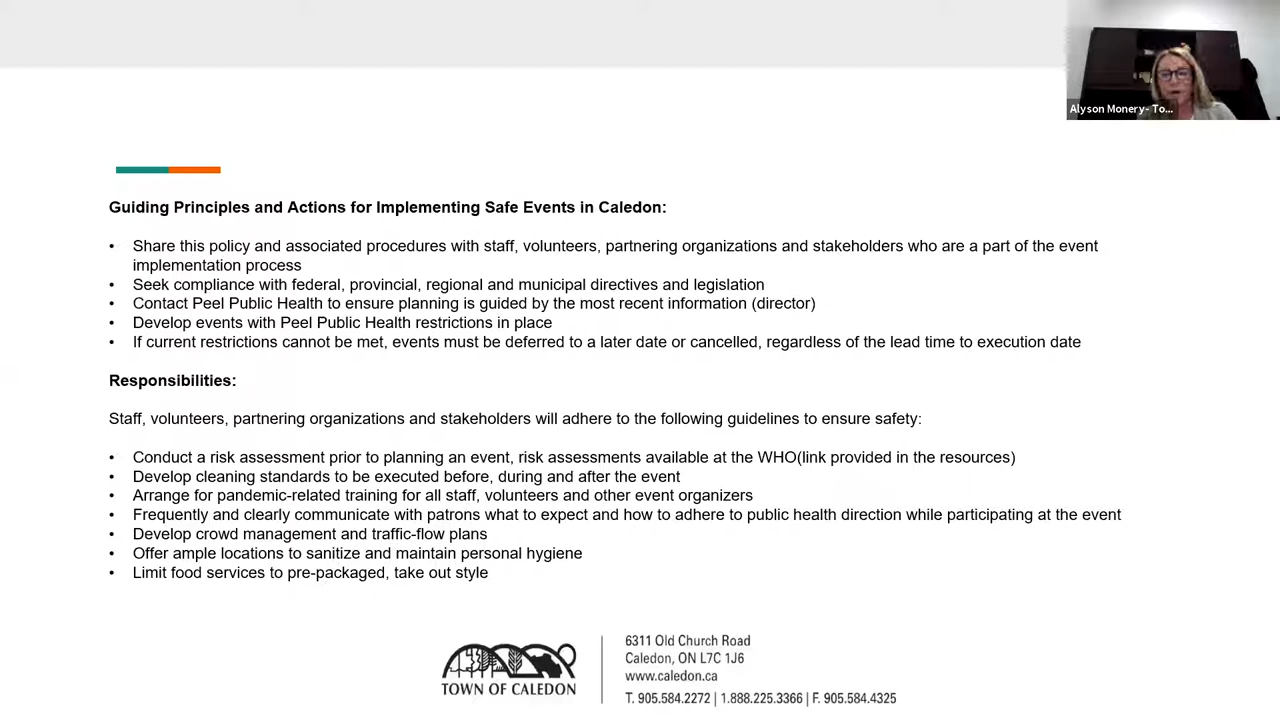 Alyson Monery- To...
Guiding Principles and Actions for Implementing Safe Events in Caledon:
• Share this policy and associated procedures with staff, volunteers, partnering organizations and stakeholders who are a part of the event
implementation process
• Seek compliance with federal, provincial, regional and municipal directives and legislation
• Contact Peel Public Health to ensure planning is guided by the most recent information (director)
• Develop events with Peel Public Health restrictions in place
• If current restrictions cannot be met, events must be deferred to a later date or cancelled, regardless of the lead time to execution date
Responsibilities:
Staff, volunteers, partnering organizations and stakeholders will adhere to the following guidelines to ensure safety:
• Conduct a risk assessment prior to planning an event, risk assessments available at the WHO(link provided in the resources)
• Develop cleaning standards to be executed before, during and after the event
• Arrange for pandemic-related training for all staff, volunteers and other event organizers
• Frequently and clearly communicate with patrons what to expect and how to adhere to public health direction while participating at the event
• Develop crowd management and traffic-flow plans
• Offer ample locations to sanitize and maintain personal hygiene
• Limit food services to pre-packaged, take out style
TOWN OF CALEDON
6311 Old Church Road
Caledon, ON L7C 1J6
www.caledon.ca
T. 905.584.2272 | 1.888.225.3366 | F. 905.584.4325